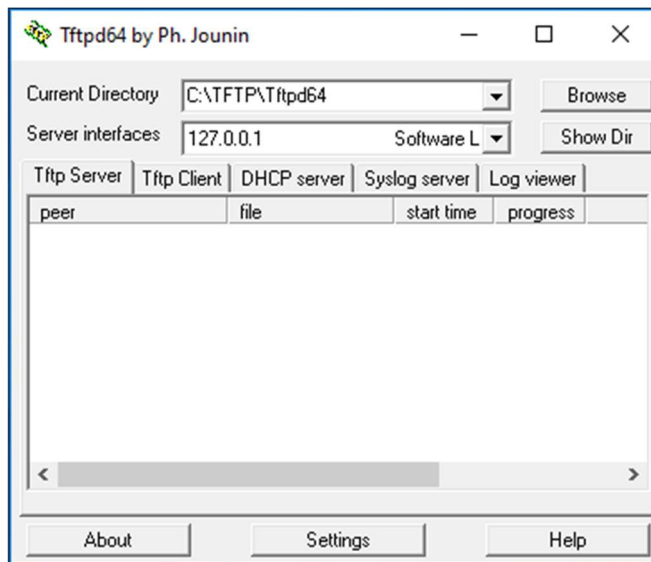 Tftpd64 by Ph. Jounin
Current Directory C:\TFTP\Tftpd64 Browse
Server interfaces 127.0.0.1 Software L Show Dir
Tftp Server Tftp Client DHCP server Syslog server Log viewer
peer file start time progress
About Settings Help